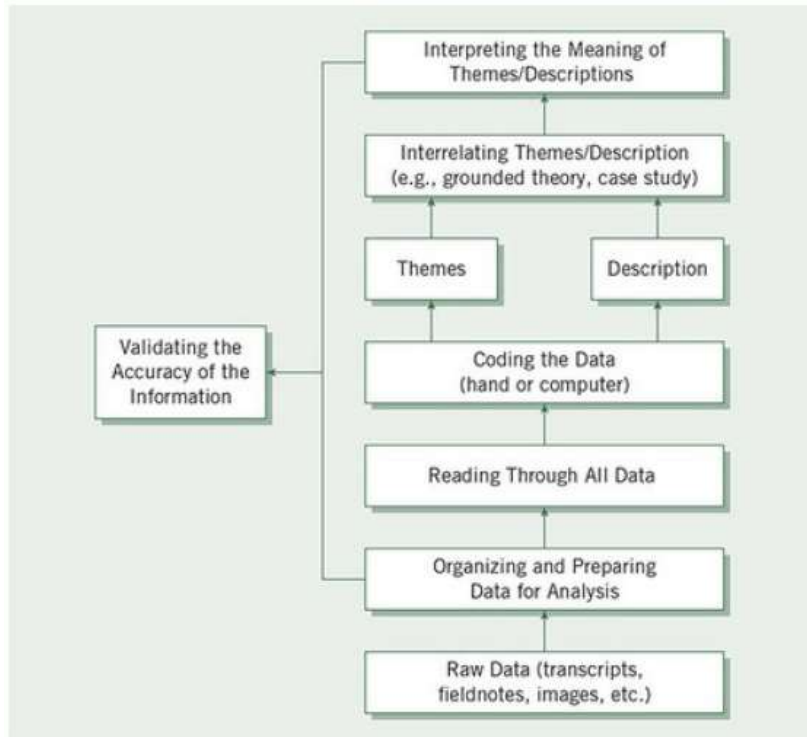 Interpreting the Meaning of
Themes/Descriptions
Interrelating Themes/Description
(e.g., grounded theory, case study)
Themes
Description
Validating the
Accuracy of the
Information
Coding the Data
(hand or computer)
Reading Through All Data
Organizing and Preparing
Data for Analysis
Raw Data (transcripts,
fieldnotes, images, etc.)